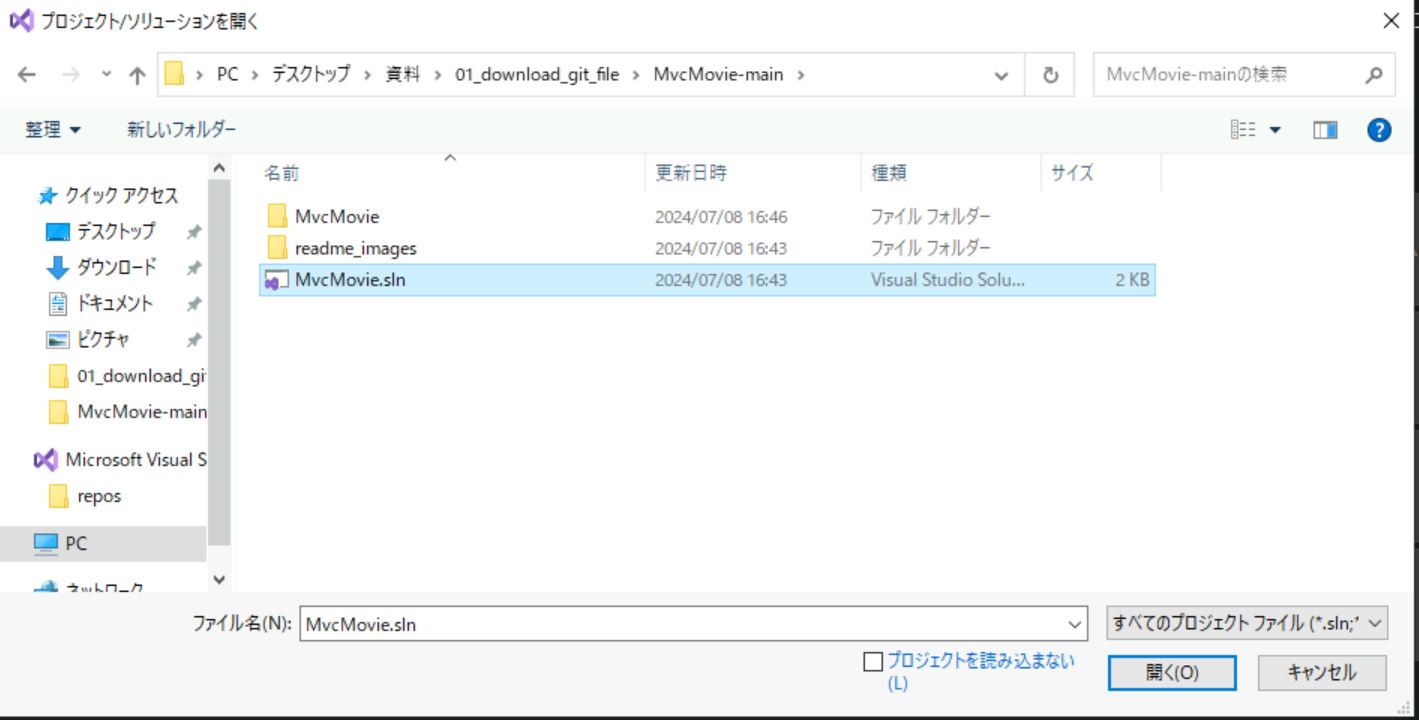 プロジェクト/ソリューションを開く
PC › デスクトップ › 資料 › 01_download_git_file › MvcMovie-main ›
MvcMovie-mainの検索
整理
新しいフォルダー
名前 更新日時 種類 サイズ
クイック アクセス
デスクトップ
ダウンロード
ドキュメント
ピクチャ
01_download_gi
MvcMovie-main
Microsoft Visual S
repos
PC
ネットワーク
MvcMovie 2024/07/08 16:46 ファイル フォルダー
readme_images 2024/07/08 16:43 ファイル フォルダー
MvcMovie.sln 2024/07/08 16:43 Visual Studio Solu... 2 KB
ファイル名(N): MvcMovie.sln
すべてのプロジェクト ファイル (*.sln;*
プロジェクトを読み込まない
(L)
開く(O)
キャンセル